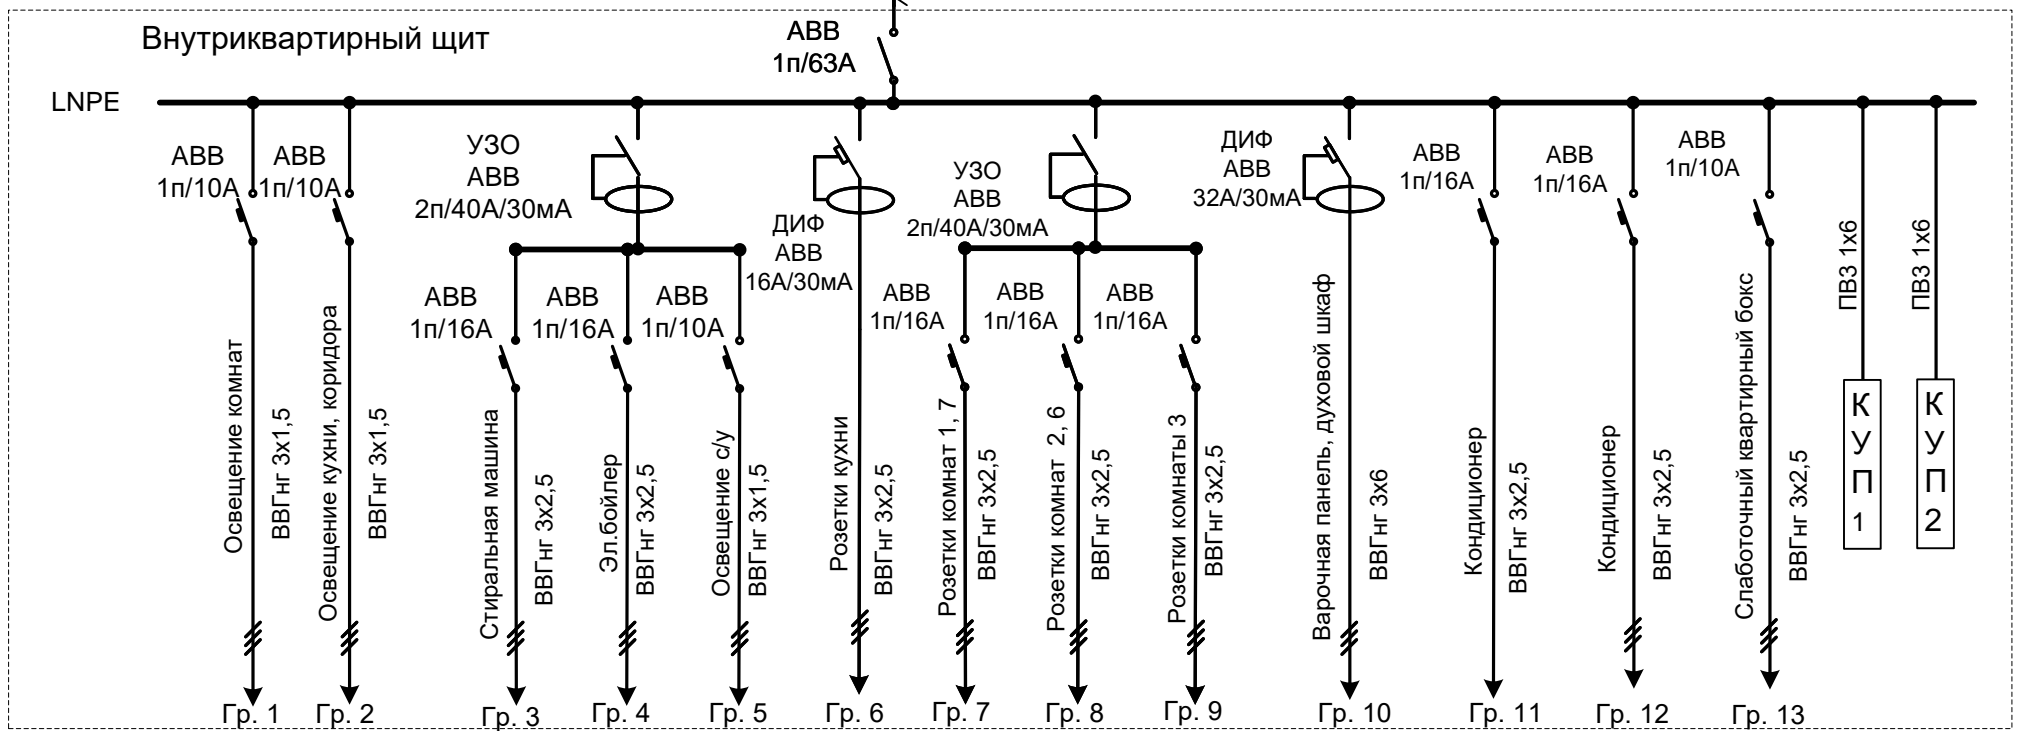 Внутриквартирный щит
АВВ
1п/63А
LNPE
АВВ
1п/10А
АВВ
1п/10А
УЗО
АВВ
2п/40А/30мА
ДИФ
АВВ
16А/30мА
УЗО
АВВ
2п/40А/30мА
ДИФ
АВВ
32А/30мА
АВВ
1п/16А
АВВ
1п/16А
АВВ
1п/10А
АВВ
1п/16А
АВВ
1п/16А
АВВ
1п/10А
АВВ
1п/16А
АВВ
1п/16А
АВВ
1п/16А
Освещение комнат
ВВГнг 3х1,5
Освещение кухни, коридора
ВВГнг 3х1,5
Стиральная машина
ВВГнг 3х2,5
Эл.бойлер
ВВГнг 3х2,5
Освещение с/у
ВВГнг 3х1,5
Розетки кухни
ВВГнг 3х2,5
Розетки комнат 1, 7
ВВГнг 3х2,5
Розетки комнат 2, 6
ВВГнг 3х2,5
Розетки комнаты 3
ВВГнг 3х2,5
Варочная панель, духовой шкаф
ВВГнг 3х6
Кондиционер
ВВГнг 3х2,5
Кондиционер
ВВГнг 3х2,5
Слаботочный квартирный бокс
ВВГнг 3х2,5
ПВ3 1х6
ПВ3 1х6
К
У
П
1
К
У
П
2
Гр. 1
Гр. 2
Гр. 3
Гр. 4
Гр. 5
Гр. 6
Гр. 7
Гр. 8
Гр. 9
Гр. 10
Гр. 11
Гр. 12
Гр. 13